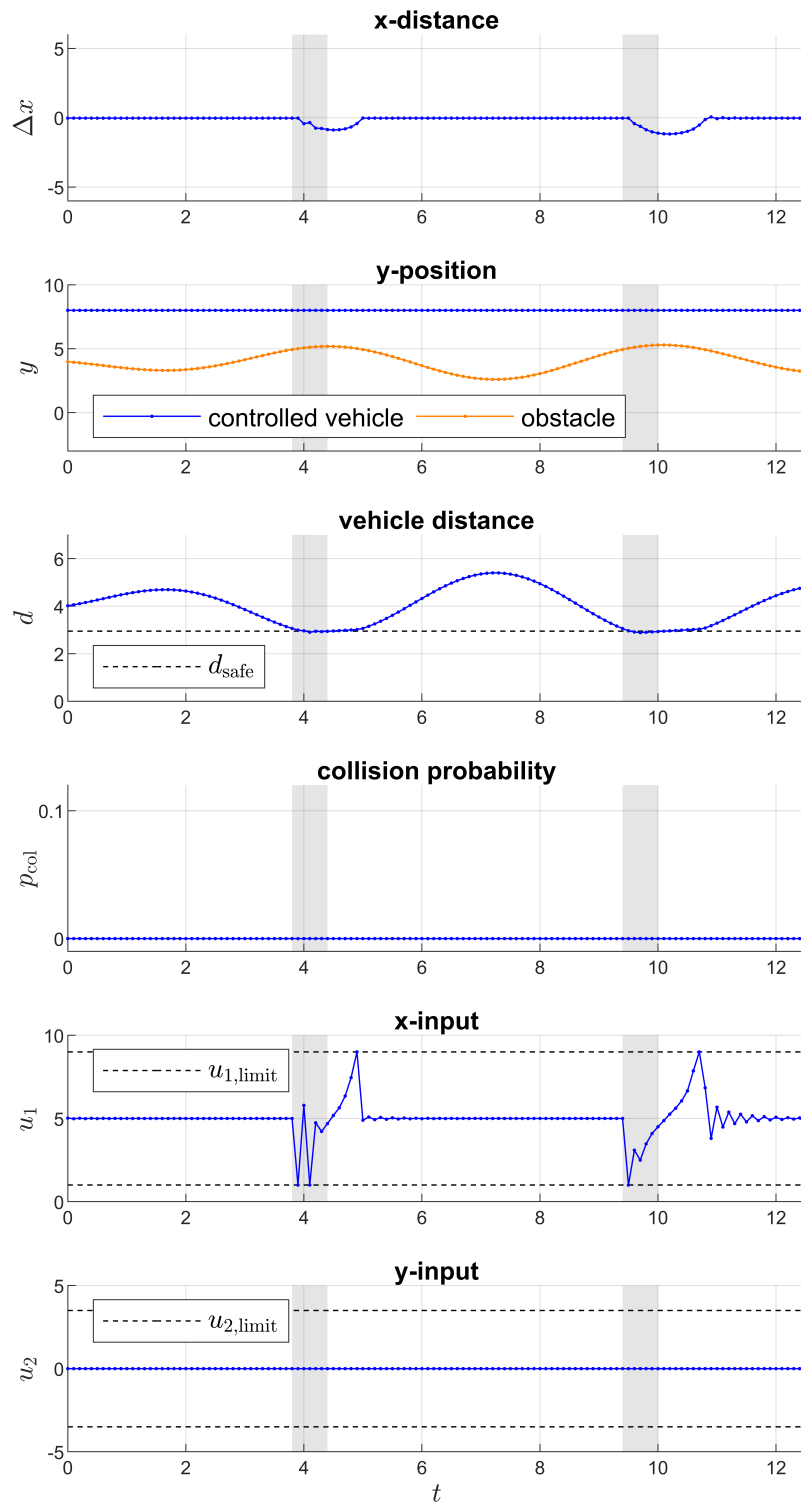 x-distance
Δx
5
0
-5
0 2 4 6 8 10 12
y-position
y
10
5
0
controlled vehicle obstacle
0 2 4 6 8 10 12
vehicle distance
d
6
4
2
0
d_safe
0 2 4 6 8 10 12
collision probability
p_col
0.1
0
0 2 4 6 8 10 12
x-input
u_1
10
5
0
u_1,limit
0 2 4 6 8 10 12
y-input
u_2
5
0
-5
u_2,limit
0 2 4 6 8 10 12
t